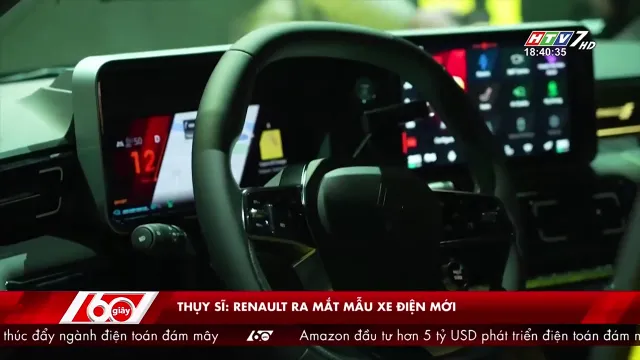 HTV7 HD
18:40:35
60 giây
THỤY SĨ: RENAULT RA MẮT MẪU XE ĐIỆN MỚI
thúc đẩy ngành điện toán đám mây 60 Amazon đầu tư hơn 5 tỷ USD phát triển điện toán đám m